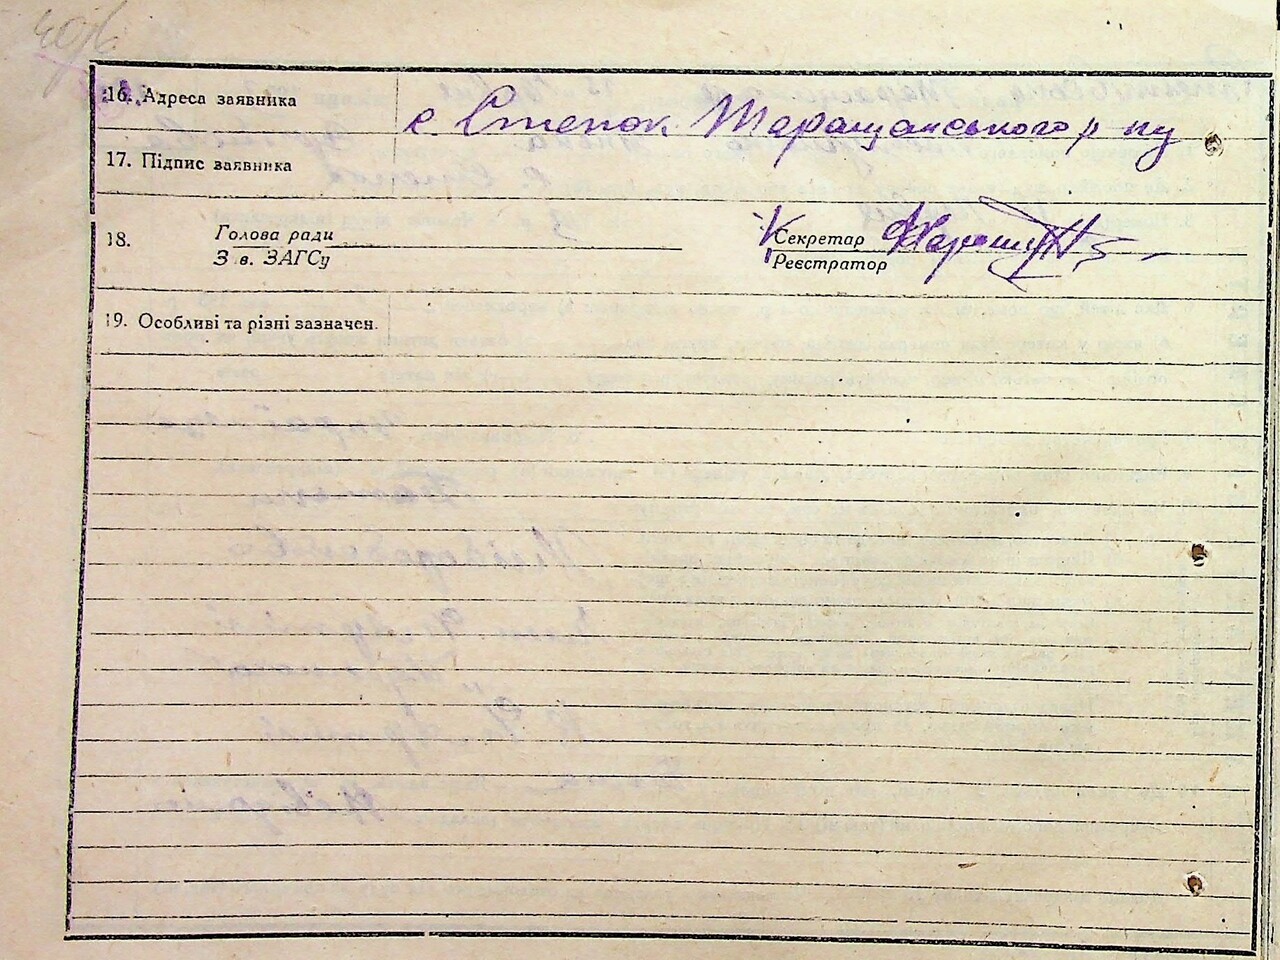 16. Адреса заявника
с. Степок Таращанського р-ну
17. Підпис заявника
18. Голова ради
З в. ЗАГСу
Секретар
Реєстратор
19. Особливі та різні зазначен.